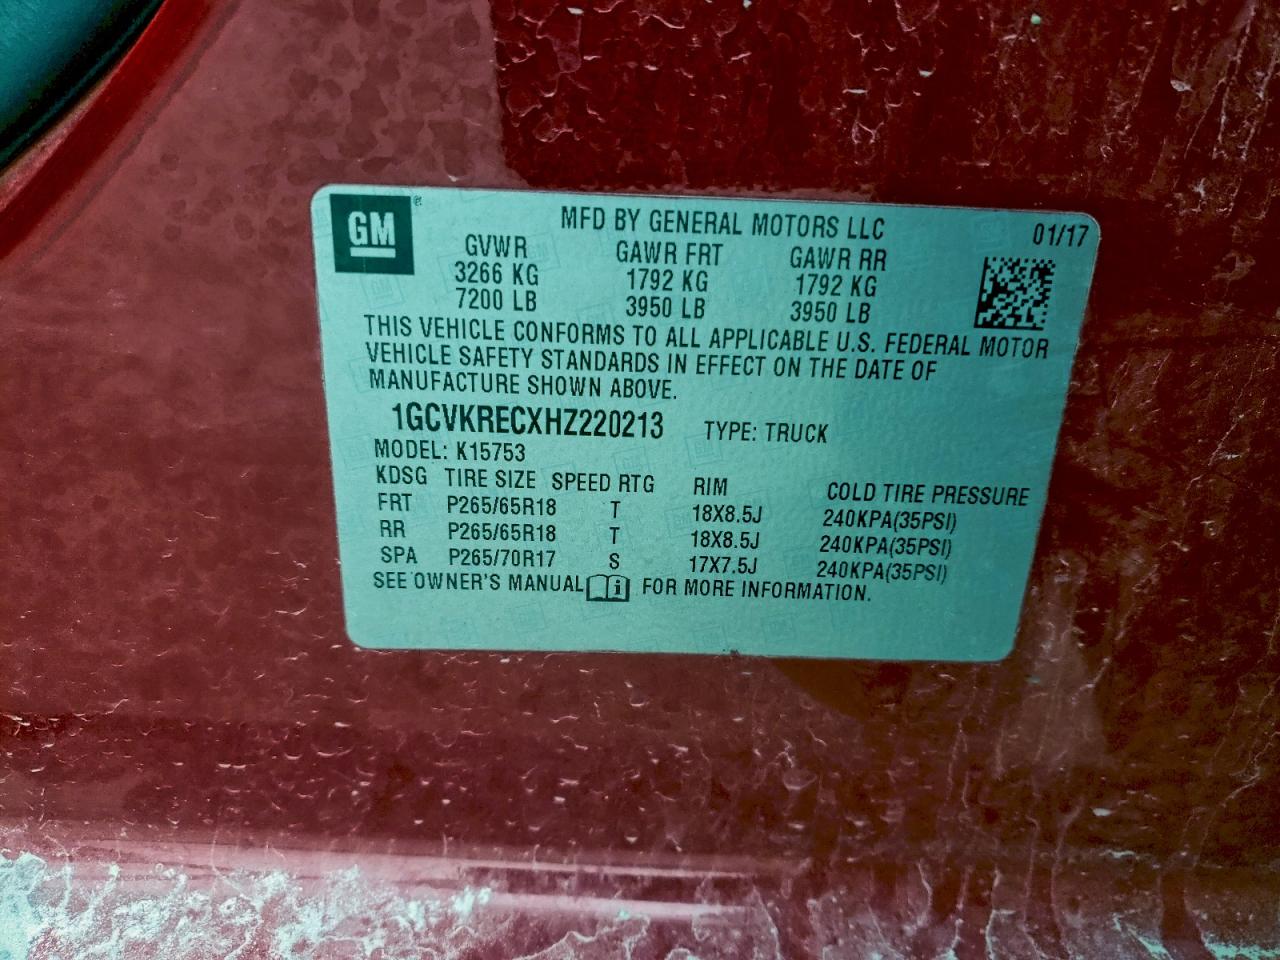 GM ®
MFD BY GENERAL MOTORS LLC 01/17
GVWR GAWR FRT GAWR RR
3266 KG 1792 KG 1792 KG
7200 LB 3950 LB 3950 LB
THIS VEHICLE CONFORMS TO ALL APPLICABLE U.S. FEDERAL MOTOR
VEHICLE SAFETY STANDARDS IN EFFECT ON THE DATE OF
MANUFACTURE SHOWN ABOVE.
1GCVKRECXHZ220213 TYPE: TRUCK
MODEL: K15753
KDSG TIRE SIZE SPEED RTG RIM COLD TIRE PRESSURE
FRT P265/65R18 T 18X8.5J 240KPA(35PSI)
RR P265/65R18 T 18X8.5J 240KPA(35PSI)
SPA P265/70R17 S 17X7.5J 240KPA(35PSI)
SEE OWNER'S MANUAL i FOR MORE INFORMATION.